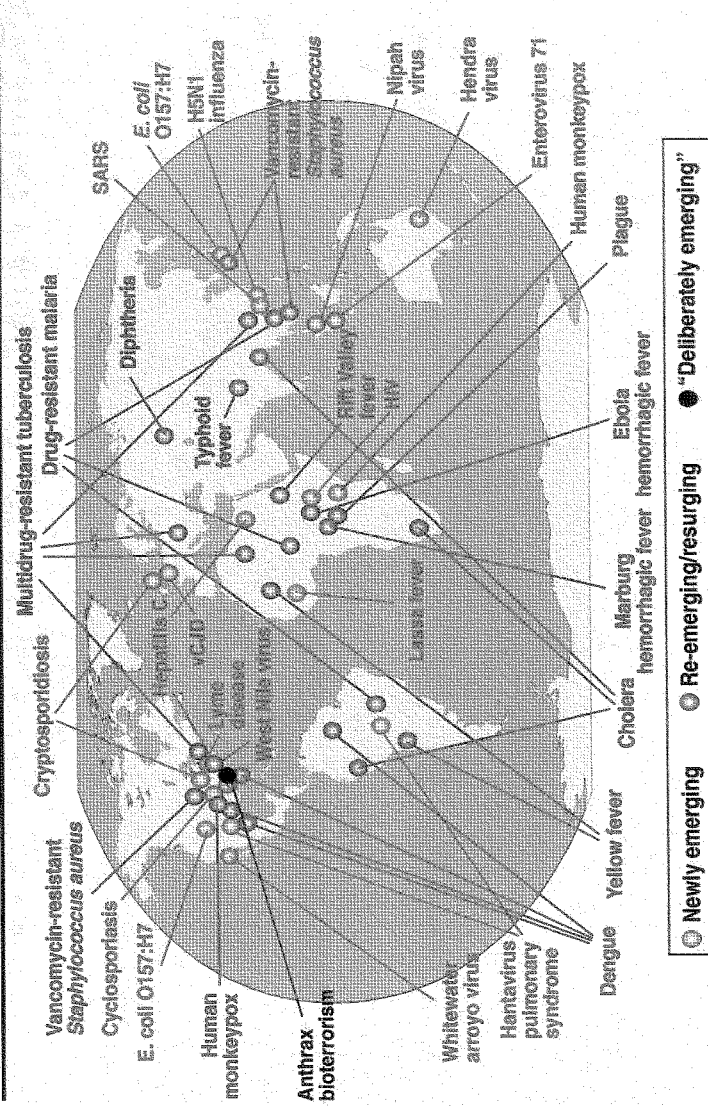 Multidrug-resistant tuberculosis
Drug-resistant malaria
Cryptosporidiosis
Diphtheria
SARS
E. coli
O157:H7
H5N1
influenza
Vancomycin-
resistant
Staphylococcus
aureus
Nipah
virus
Hendra
virus
Enterovirus 71
Human monkeypox
Plague
Ebola
hemorrhagic fever
Marburg
hemorrhagic fever
Cholera
Yellow fever
Dengue
Hantavirus
pulmonary
syndrome
Whitewater
arroyo virus
Anthrax
bioterrorism
Human
monkeypox
E. coli O157:H7
Cyclosporiasis
Vancomycin-resistant
Staphylococcus aureus
Hepatitis C
vCJD
Lyme
disease
West Nile virus
Typhoid
fever
Rift Valley
fever
HIV
Lassa fever
Newly emerging
Re-emerging/resurging
"Deliberately emerging"